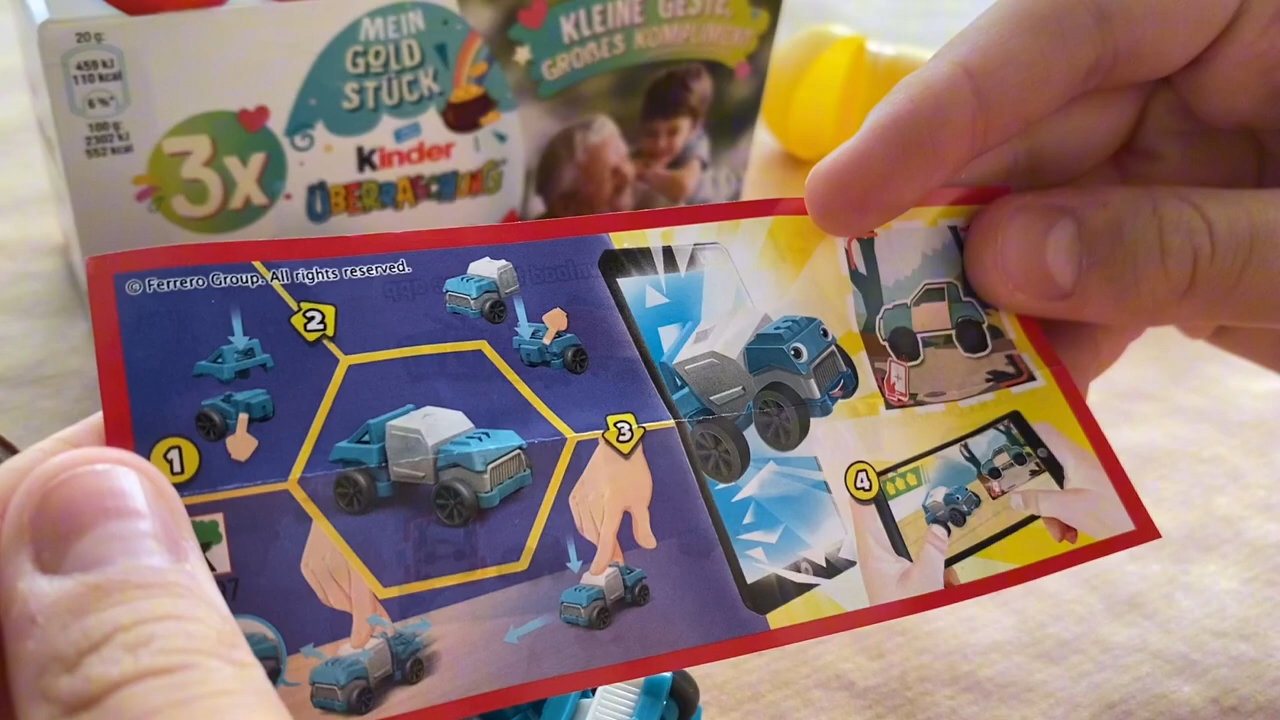 20 g:
459 kJ
110 kcal
6 %*
100 g:
2302 kJ
552 kcal
3x
MEIN
GOLD
STÜCK
kinder
ÜBERRASCHUNG
KLEINE GESTE,
GROßES KOMPLIMENT
© Ferrero Group. All rights reserved.
2
1
3
4